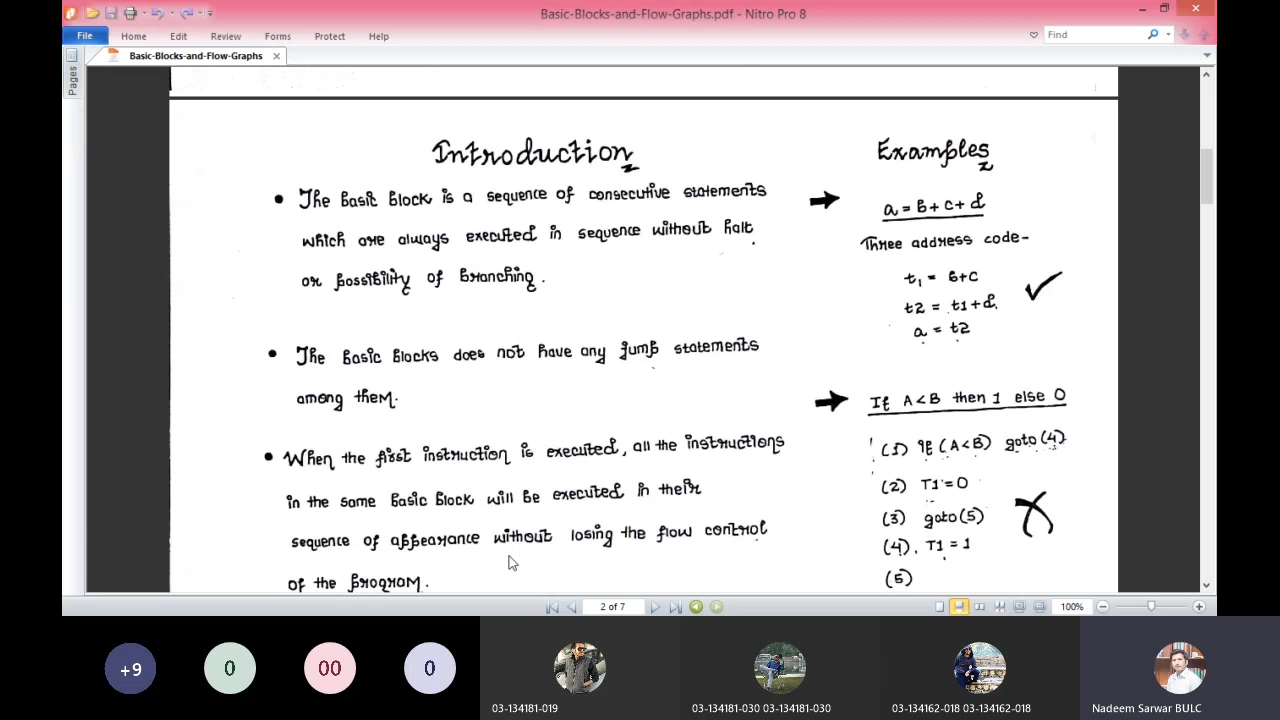 Basic-Blocks-and-Flow-Graphs.pdf - Nitro Pro 8
File Home Edit Review Forms Protect Help
Find
Basic-Blocks-and-Flow-Graphs
Pages
Introduction
The basic block is a sequence of consecutive statements
which are always executed in sequence without halt
or possibility of branching.
The basic blocks does not have any jump statements
among them.
When the first instruction is executed, all the instructions
in the same basic block will be executed in their
sequence of appearance without losing the flow control
of the program.
Examples
a = b + c + d
Three address code-
t1 = b+c
t2 = t1+d
a = t2
If A<B then 1 else 0
(1) If (A<B) goto(4)
(2) T1=0
(3) goto(5)
(4) T1=1
(5)
2 of 7
100%
+9
0
00
0
03-134181-019
03-134181-030 03-134181-030
03-134162-018 03-134162-018
Nadeem Sarwar BULC